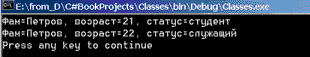 E:\from_D\C#BookProjects\Classes\bin\Debug\Classes.exe
Фам=Петров, возраст=21, статус=студент
Фам=Петров, возраст=22, статус=служащий
Press any key to continue